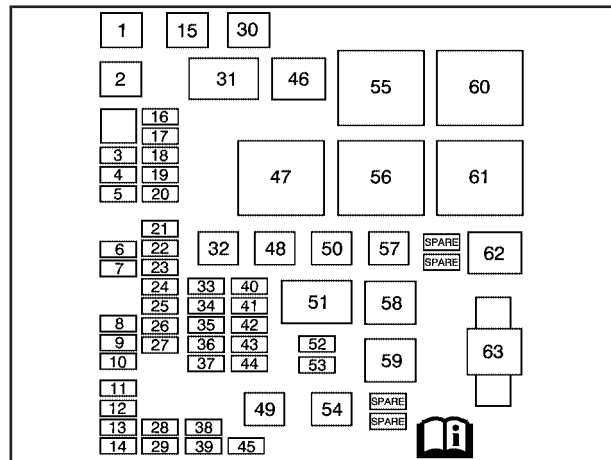 1 15 30
2 31 46 55 60
16
17
3 18
4 19 47 56 61
5 20
21
6 22 32 48 50 57 SPARE 62
7 23 SPARE
24 33 40
25 34 41 51 58
8 26 35 42
9 27 36 43 52 59 63
10 37 44 53
11
12 49 54 SPARE
13 28 38 SPARE
14 29 39 45
i